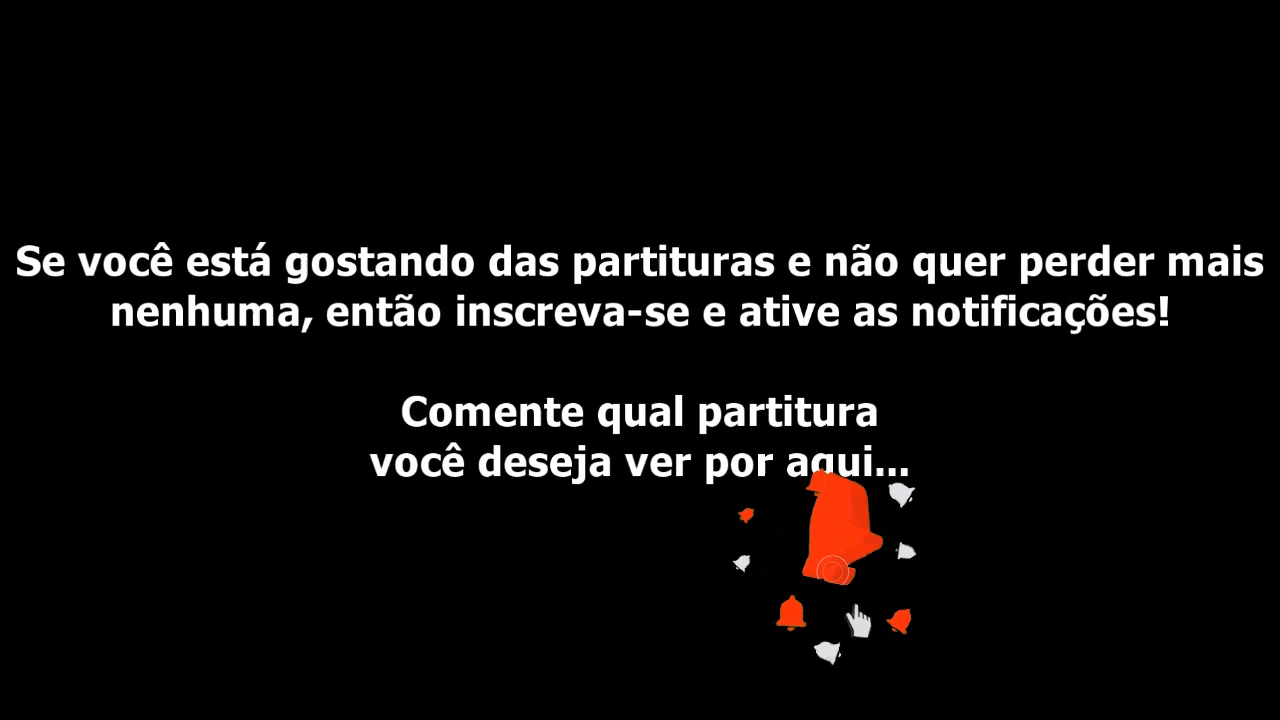 Se você está gostando das partituras e não quer perder mais
nenhuma, então inscreva-se e ative as notificações!
Comente qual partitura
você deseja ver por aqui...